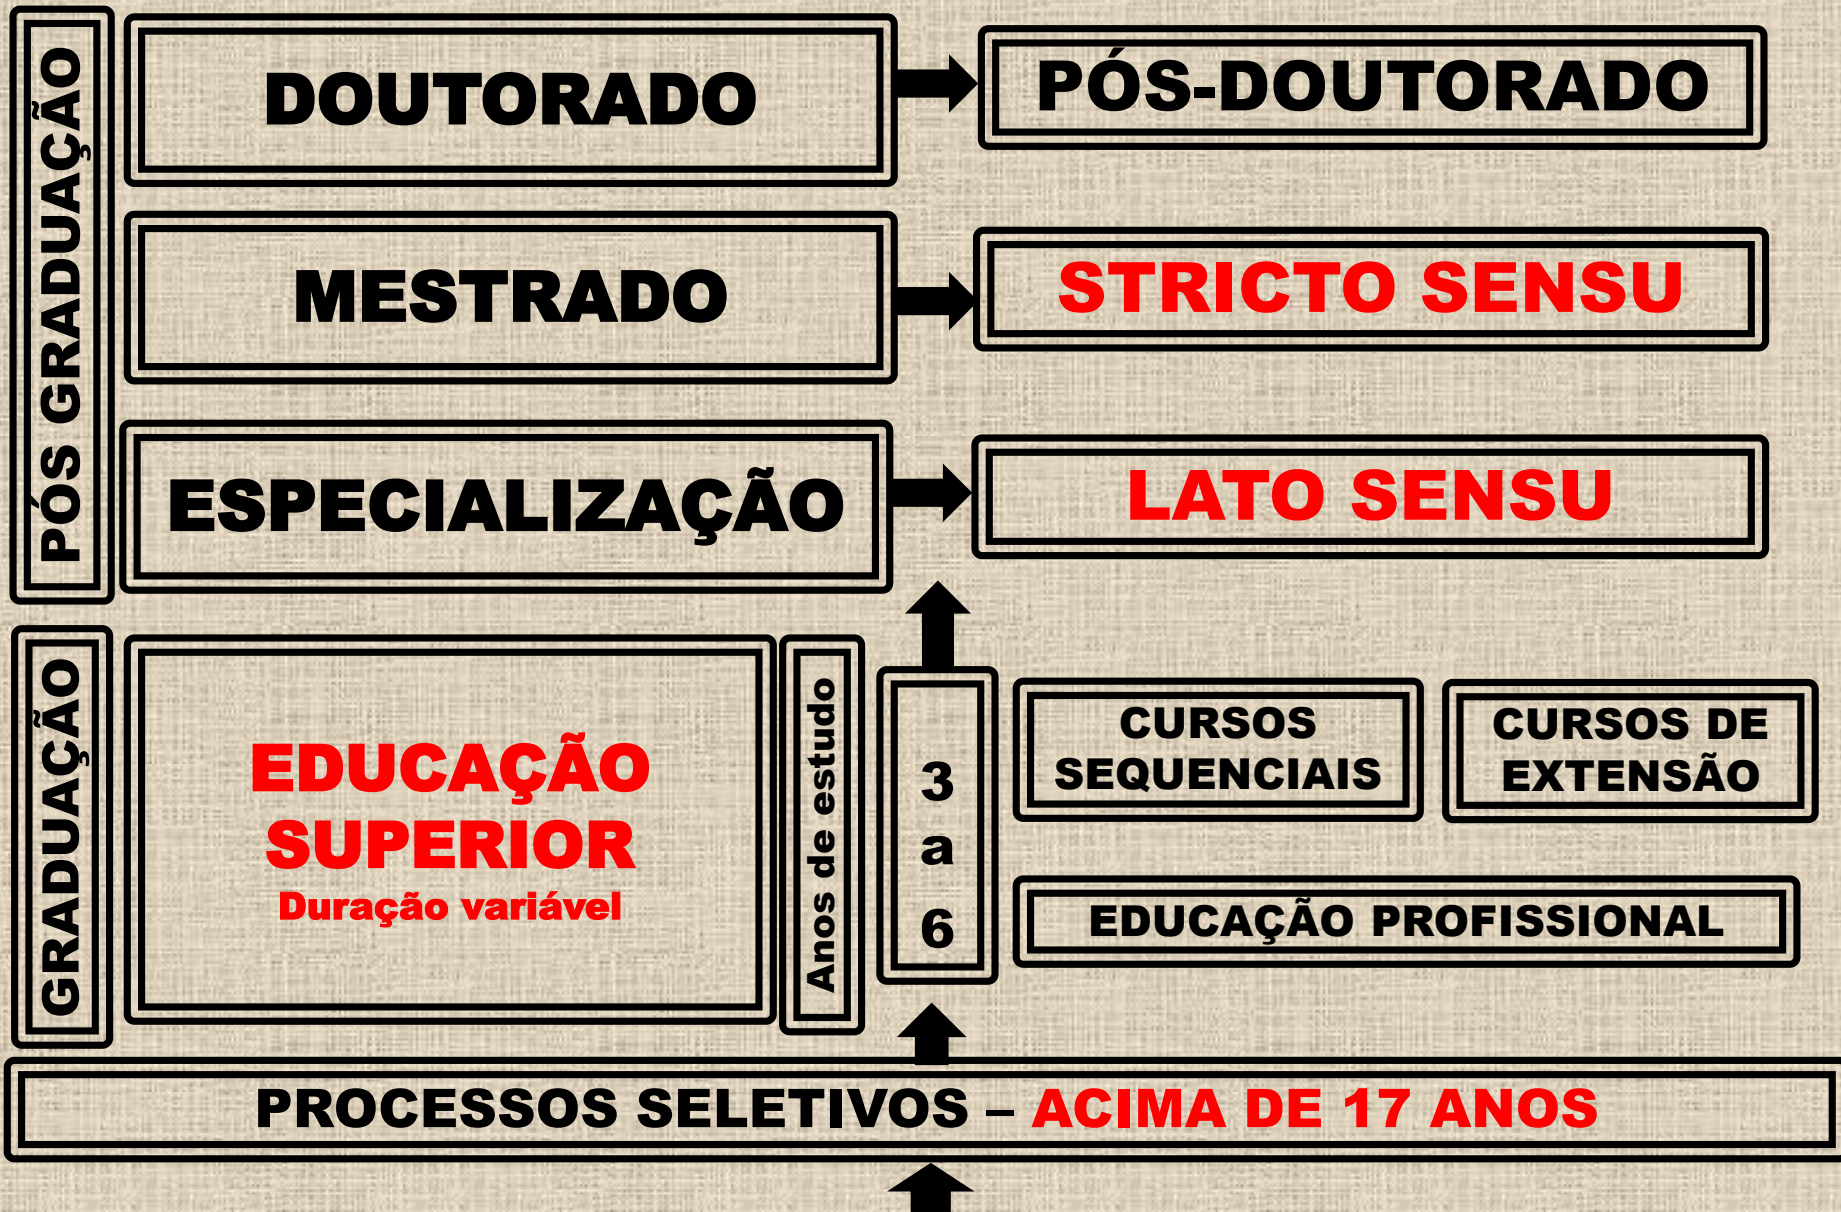 PÓS GRADUAÇÃO
DOUTORADO
PÓS-DOUTORADO
MESTRADO
STRICTO SENSU
ESPECIALIZAÇÃO
LATO SENSU
GRADUAÇÃO
EDUCAÇÃO
SUPERIOR
Duração variável
Anos de estudo
3
a
6
CURSOS
SEQUENCIAIS
CURSOS DE
EXTENSÃO
EDUCAÇÃO PROFISSIONAL
PROCESSOS SELETIVOS – ACIMA DE 17 ANOS